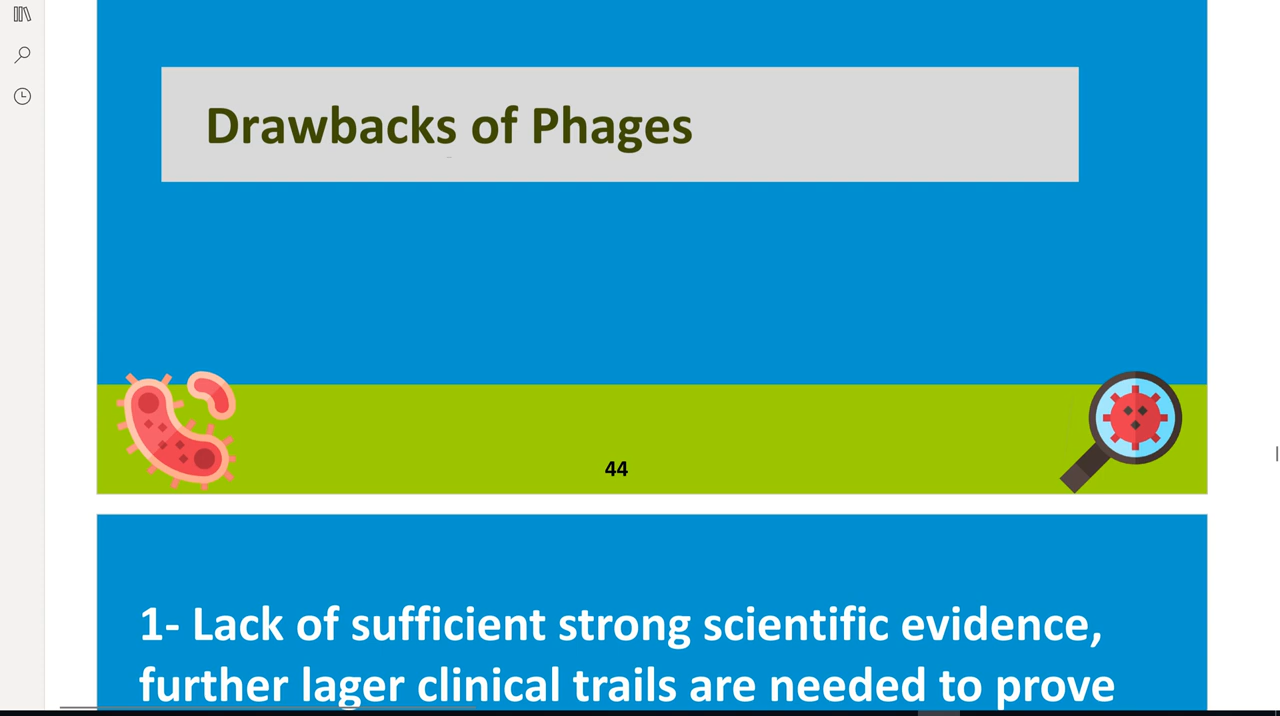 Drawbacks of Phages
44
1- Lack of sufficient strong scientific evidence,
further lager clinical trails are needed to prove